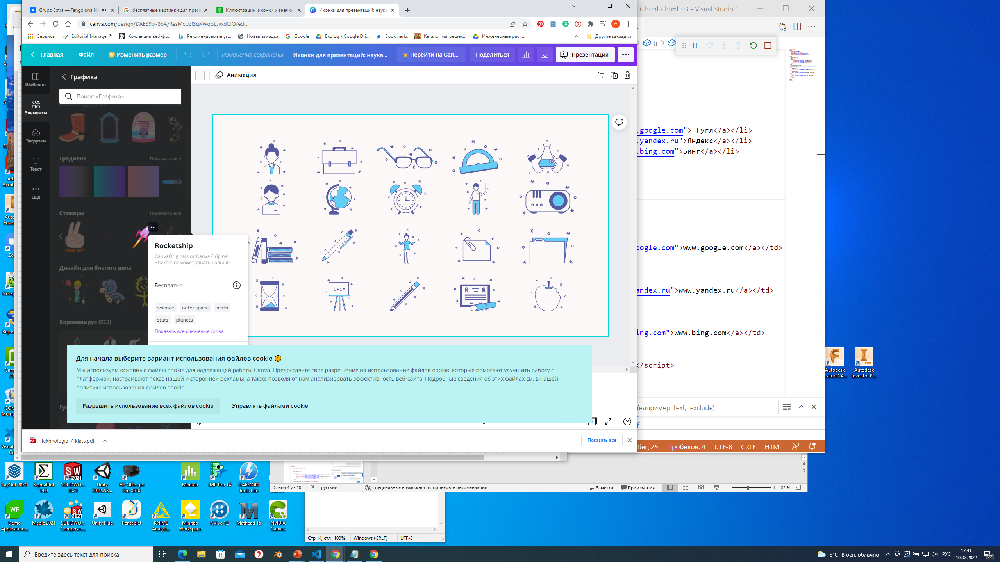 Grupo Extra — Tengo una Ne
бесплатные картинки для презе
Иллюстрации, иконки и значки
Иконки для презентаций: наука
06.html - html_03 - Visual Studio C...
canva.com/design/DAE39ix-8bA/ResMcUzfSgXWqoLJvxdCIQ/edit
e
Сервисы
Editorial Manager®
Коллекция веб-фр...
Рекомендуемые уз...
Новая вкладка
Google
Ekolog - Google Dri...
Bookmarks
Каталог матрёшек...
Инженерные расч...
»
Другие закладки
tr
Главная
Файл
Изменить размер
Изменения сохранены
Иконки для презентаций: наука...
Перейти на Can...
Поделиться
Презентация
Шаблоны
Элементы
Загрузки
Текст
Еще
Графика
Поиск: «Графика»
Анимация
Градиент
Показать все
Стикеры
Показать все
PEACE OUT
Дизайн для благого дела
Коронавирус (213)
Rocketship
CanvaOriginals от Canva Original
Stickers поможет узнать больше
Бесплатно
science
outer space
math
stars
planets
Показать все ключевые слова
1+1=
Для начала выберите вариант использования файлов cookie
Мы используем основные файлы cookie для надлежащей работы Canva. Предоставьте свое разрешение на использование файлов cookie, которые помогают улучшить работу с
платформой, настраивают показ нашей и сторонней рекламы, а также позволяют нам анализировать эффективность веб-сайта. Подробные сведения об этих файлах см. в нашей
политике использования файлов cookie.
Разрешить использование всех файлов cookie
Управлять файлами cookie
Tekhnologia_7_klass.pdf
Показать все
.google.com"> Гугл</a></li>
.yandex.ru">Яндекс</a></li>
.bing.com">Бинг</a></li>
oogle.com">www.google.com</a></td>
andex.ru">www.yandex.ru</a></td>
ing.com">www.bing.com</a></td>
</script>
(например: text, !exclude)
бец 25
Пробелов: 4
UTF-8
CRLF
HTML
Autodesk
eatureCA...
Autodesk
Inventor P...
LayOut 2021
SigmaPlot
14.0
SOLIDWO...
2021
Unity
2019.2.8...
HP Officejet
Pro 8610
Minitab
JMP Pro 14
DAEMON
Tools Lite
Demo
Application...
Maple 2021
SOLIDWO...
Composer...
Unity Hub
Pentablet
KNIME
Analyti...
Minitab
Workspace
NVivo 12
Mathcad 15
NVIDIA
Canvas
Слайд 4 из 10
русский
Специальные возможности: проверьте рекомендации
Заметки
Примечания
82 %
Стр 14, стл
100%
Windows (CRLF)
UTF-8
Введите здесь текст для поиска
3°C В осн. облачно
РУС
17:41
10.02.2022
22